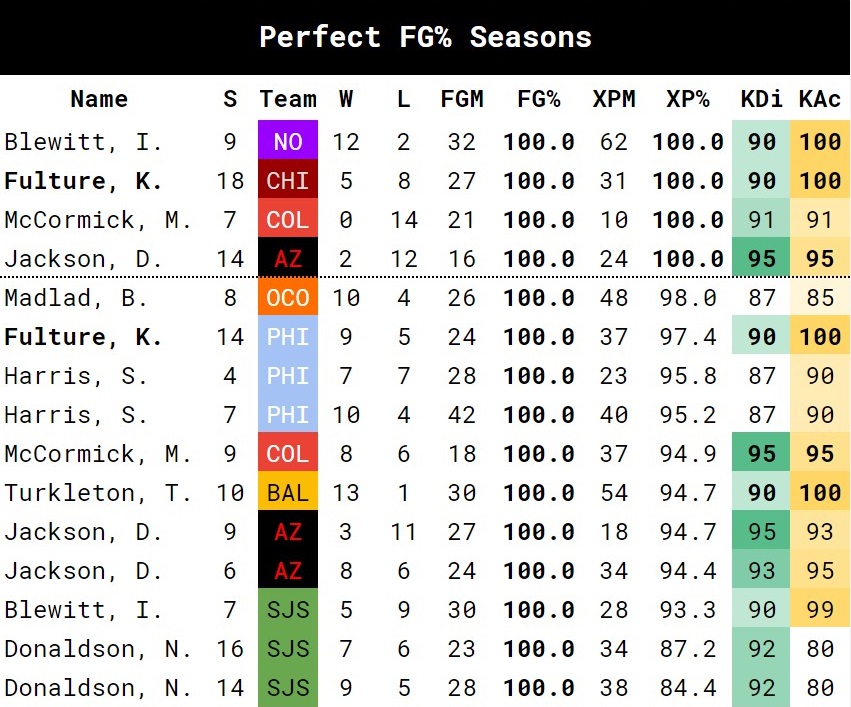 Perfect FG% Seasons
Name S Team W L FGM FG% XPM XP% KDi KAc
Blewitt, I. 9 NO 12 2 32 100.0 62 100.0 90 100
Fulture, K. 18 CHI 5 8 27 100.0 31 100.0 90 100
McCormick, M. 7 COL 0 14 21 100.0 10 100.0 91 91
Jackson, D. 14 AZ 2 12 16 100.0 24 100.0 95 95
Madlad, B. 8 OCO 10 4 26 100.0 48 98.0 87 85
Fulture, K. 14 PHI 9 5 24 100.0 37 97.4 90 100
Harris, S. 4 PHI 7 7 28 100.0 23 95.8 87 90
Harris, S. 7 PHI 10 4 42 100.0 40 95.2 87 90
McCormick, M. 9 COL 8 6 18 100.0 37 94.9 95 95
Turkleton, T. 10 BAL 13 1 30 100.0 54 94.7 90 100
Jackson, D. 9 AZ 3 11 27 100.0 18 94.7 95 93
Jackson, D. 6 AZ 8 6 24 100.0 34 94.4 93 95
Blewitt, I. 7 SJS 5 9 30 100.0 28 93.3 90 99
Donaldson, N. 16 SJS 7 6 23 100.0 34 87.2 92 80
Donaldson, N. 14 SJS 9 5 28 100.0 38 84.4 92 80